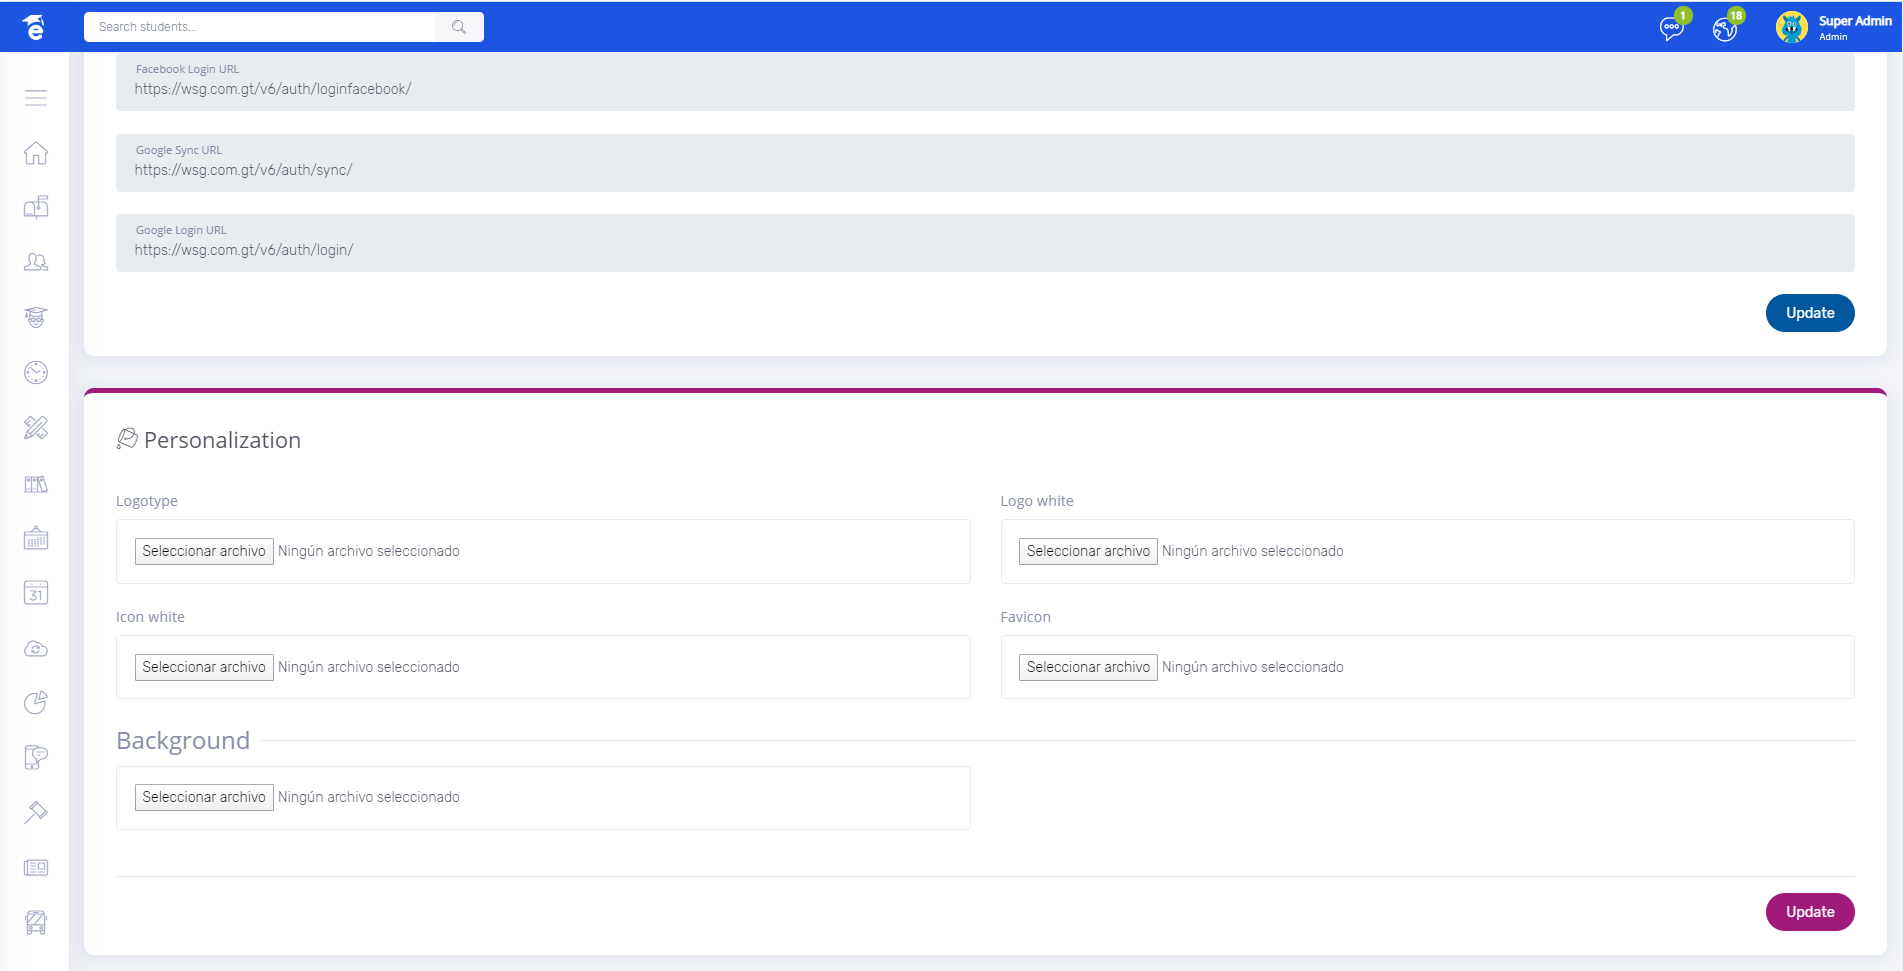 Search students...
1
18
Super Admin
Admin
Facebook Login URL
https://wsg.com.gt/v6/auth/loginfacebook/
Google Sync URL
https://wsg.com.gt/v6/auth/sync/
Google Login URL
https://wsg.com.gt/v6/auth/login/
Update
Personalization
Logotype
Logo white
Seleccionar archivo Ningún archivo seleccionado
Seleccionar archivo Ningún archivo seleccionado
Icon white
Favicon
Seleccionar archivo Ningún archivo seleccionado
Seleccionar archivo Ningún archivo seleccionado
31
Background
Seleccionar archivo Ningún archivo seleccionado
Update